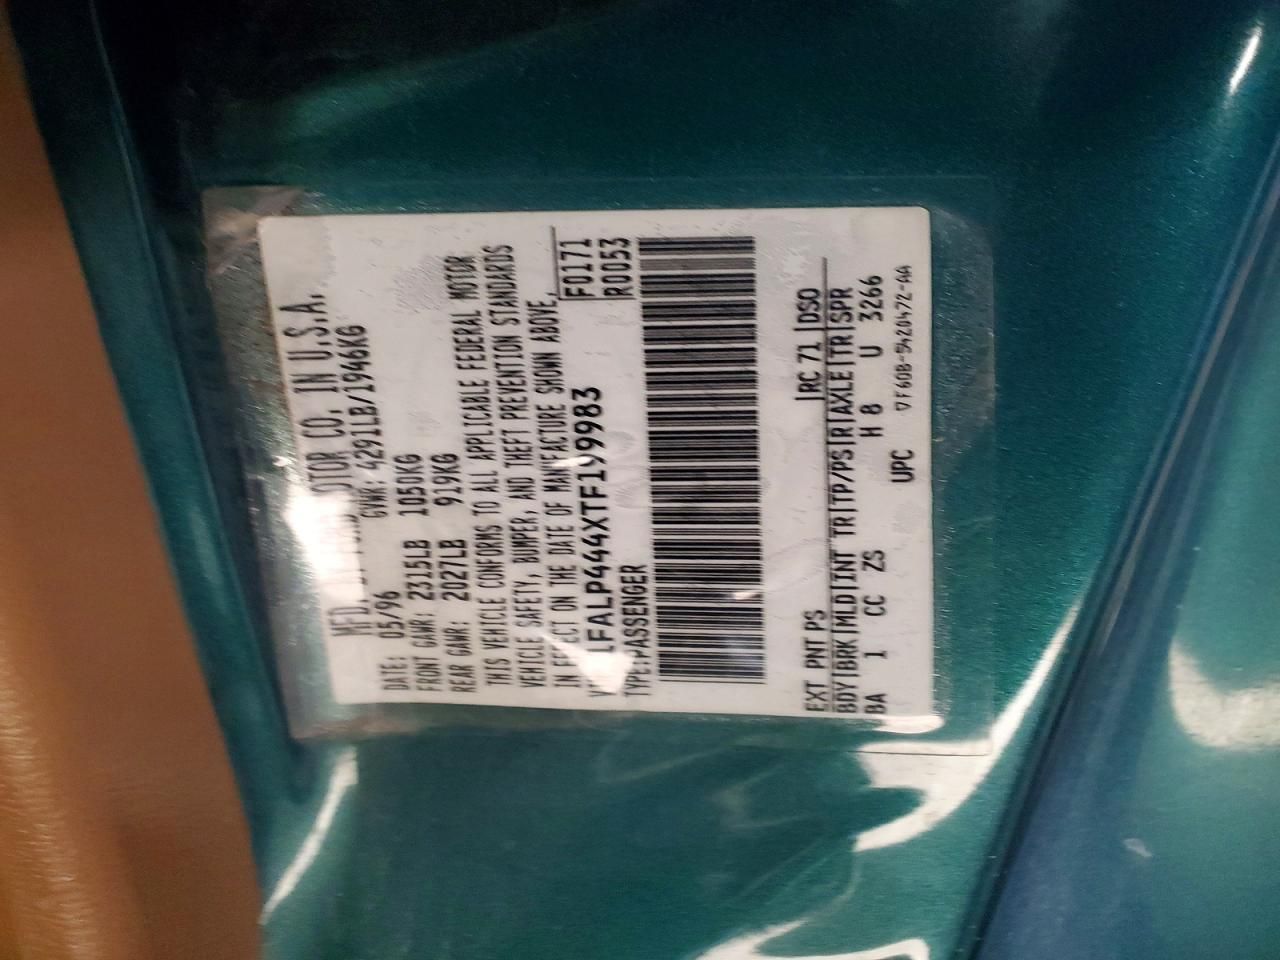 MFD. MOTOR CO. IN U.S.A.
DATE: 05/96 GVWR: 4291LB/1946KG
FRONT GAWR: 2315LB 1050KG
REAR GAWR: 2027LB 919KG
THIS VEHICLE CONFORMS TO ALL APPLICABLE FEDERAL MOTOR
VEHICLE SAFETY, BUMPER, AND THEFT PREVENTION STANDARDS
IN EFFECT ON THE DATE OF MANUFACTURE SHOWN ABOVE.
1FALP444XTF199983 F0171
TYPE: PASSENGER R0053
EXT PNT PS RC 71 DSO
BDY BRK MLD INT TR TP/PS R AXLE TR SPR
BA 1 CC ZS H 8 U 3266
UPC ▽F60B-5420472-AA